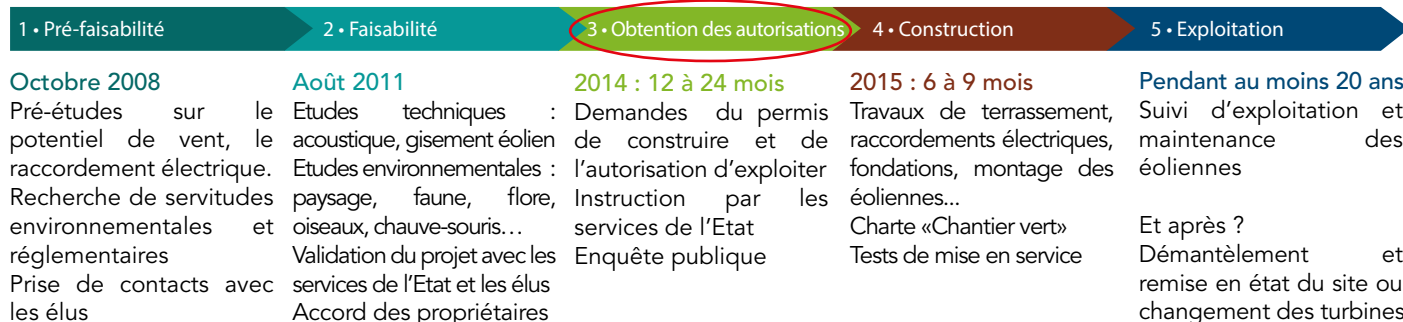 1 • Pré-faisabilité
2 • Faisabilité
3 • Obtention des autorisations
4 • Construction
5 • Exploitation
Octobre 2008
Pré-études sur le
potentiel de vent, le
raccordement électrique.
Recherche de servitudes
environnementales et
réglementaires
Prise de contacts avec
les élus
Août 2011
Etudes techniques :
acoustique, gisement éolien
Etudes environnementales :
paysage, faune, flore,
oiseaux, chauve-souris…
Validation du projet avec les
services de l'Etat et les élus
Accord des propriétaires
2014 : 12 à 24 mois
Demandes du permis
de construire et de
l'autorisation d'exploiter
Instruction par les
services de l'Etat
Enquête publique
2015 : 6 à 9 mois
Travaux de terrassement,
raccordements électriques,
fondations, montage des
éoliennes...
Charte «Chantier vert»
Tests de mise en service
Pendant au moins 20 ans
Suivi d'exploitation et
maintenance des
éoliennes
Et après ?
Démantèlement et
remise en état du site ou
changement des turbines